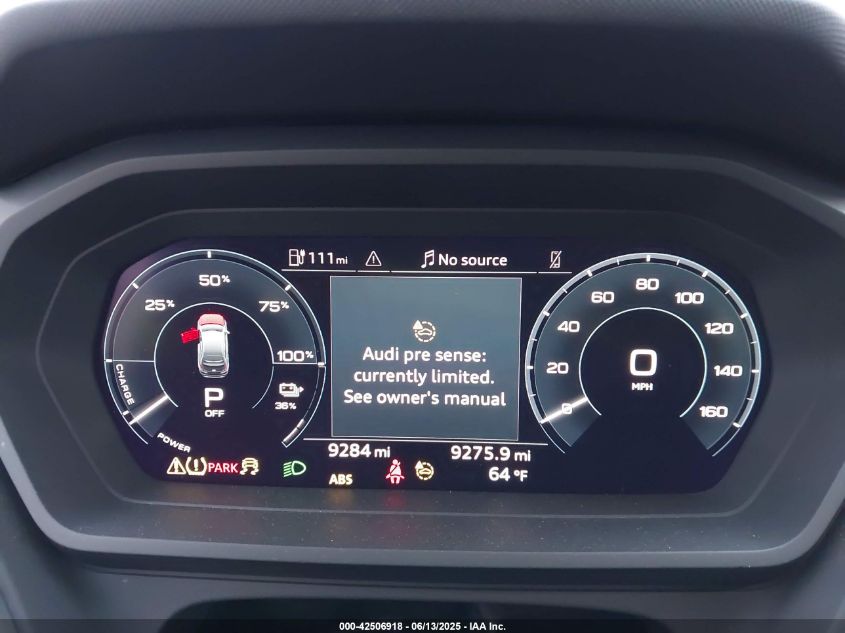 111 mi
No source
50%
25%
75%
100%
CHARGE
POWER
P
OFF
36%
Audi pre sense:
currently limited.
See owner's manual
0
20
40
60
80
100
120
140
160
0
MPH
9284 mi
9275.9 mi
64 °F
PARK
ABS
000-42506918 - 06/13/2025 - IAA Inc.